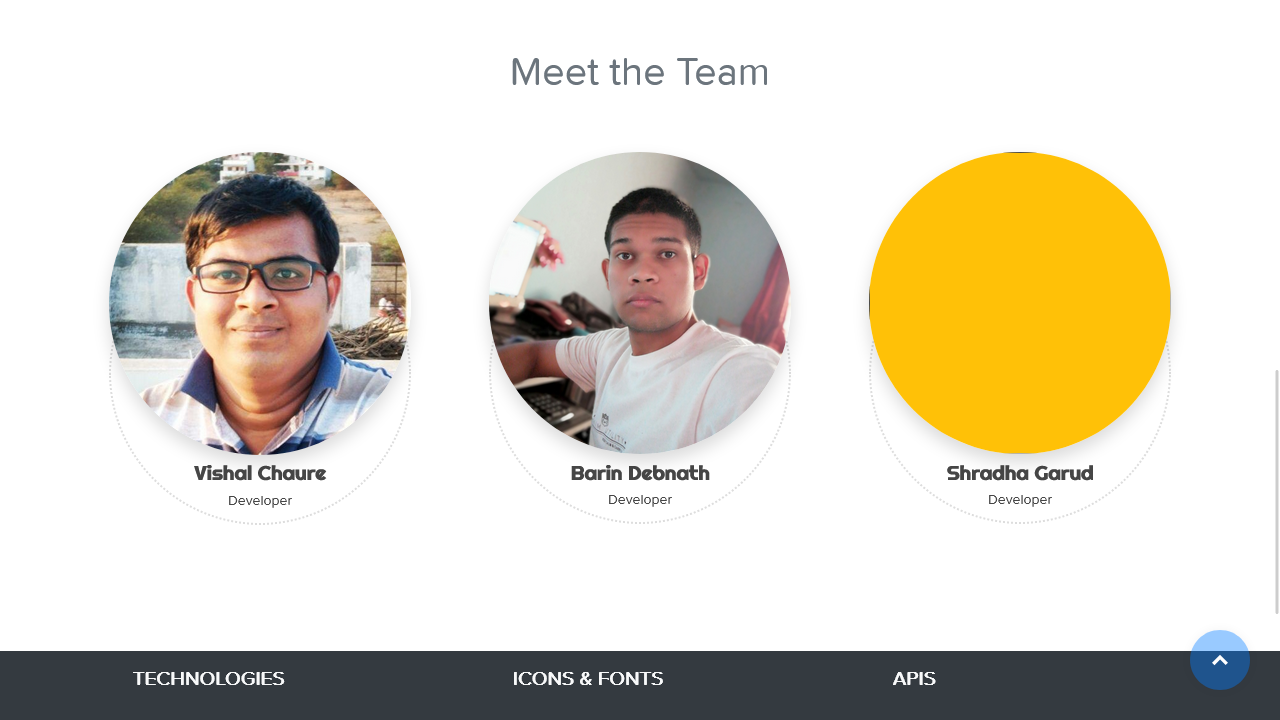 Meet the Team
Vishal Chaure
Developer
Barin Debnath
Developer
Shradha Garud
Developer
TECHNOLOGIES
ICONS & FONTS
APIS